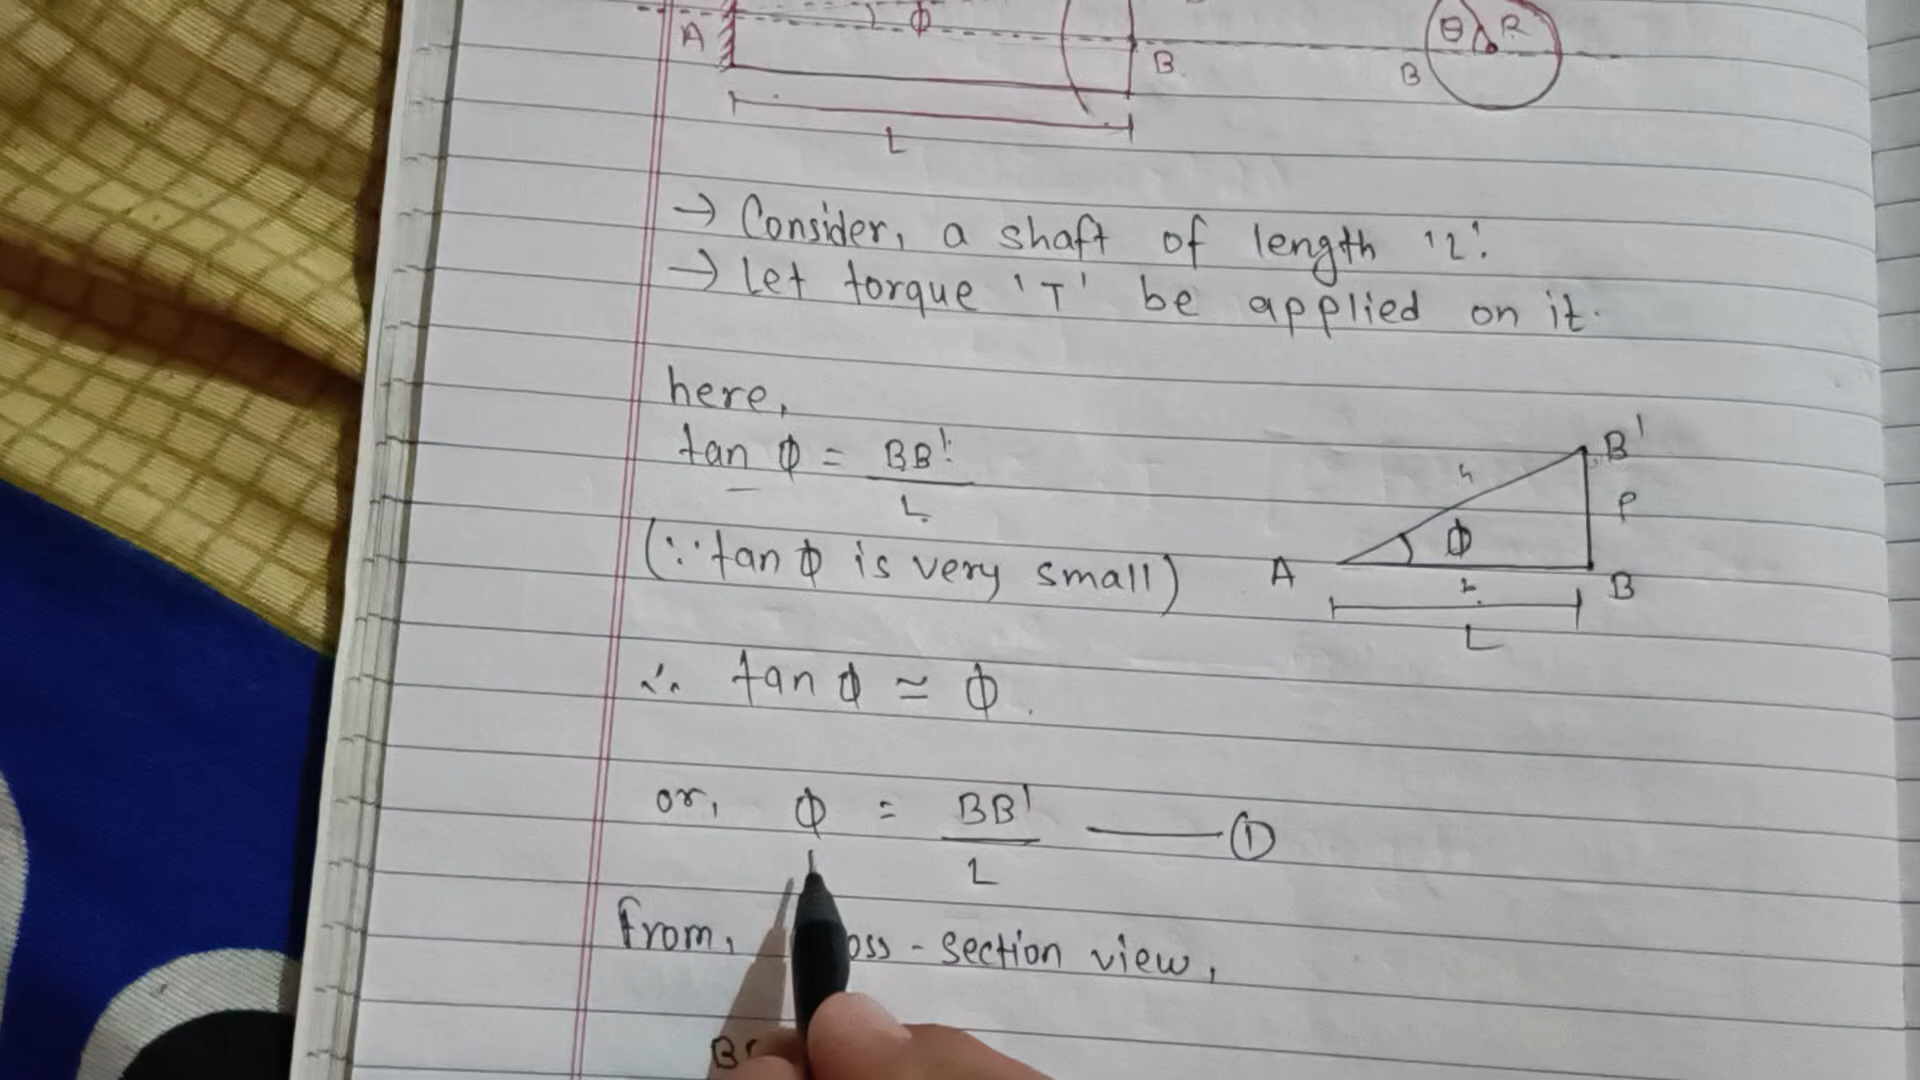 A ϕ B B θ R
L
→ Consider, a shaft of length 'L'.
→ Let torque 'T' be applied on it.
here,
tan ϕ = BB'
L
(∵ tan ϕ is very small)
B'
h
P
ϕ
A B
L
∴ tan ϕ ≃ ϕ.
or, ϕ = BB' —— ①
L
from, oss - section view,
B